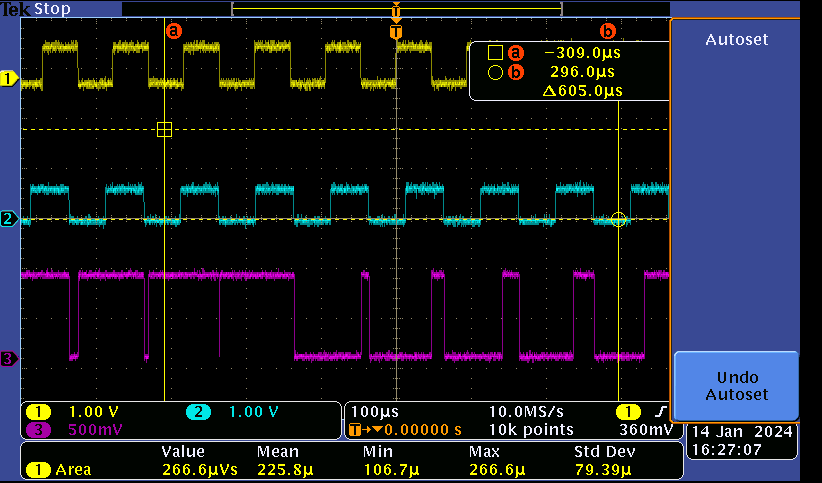 Tek Stop
a
b
T
T
Autoset
a −309.0µs
b 296.0µs
Δ605.0µs
1
2
3
Undo
Autoset
1 1.00 V 2 1.00 V
3 500mV
100µs 10.0MS/s 1
T→▼0.00000 s 10k points 360mV
14 Jan 2024
16:27:07
Value Mean Min Max Std Dev
1 Area 266.6µVs 225.8µ 106.7µ 266.6µ 79.39µ